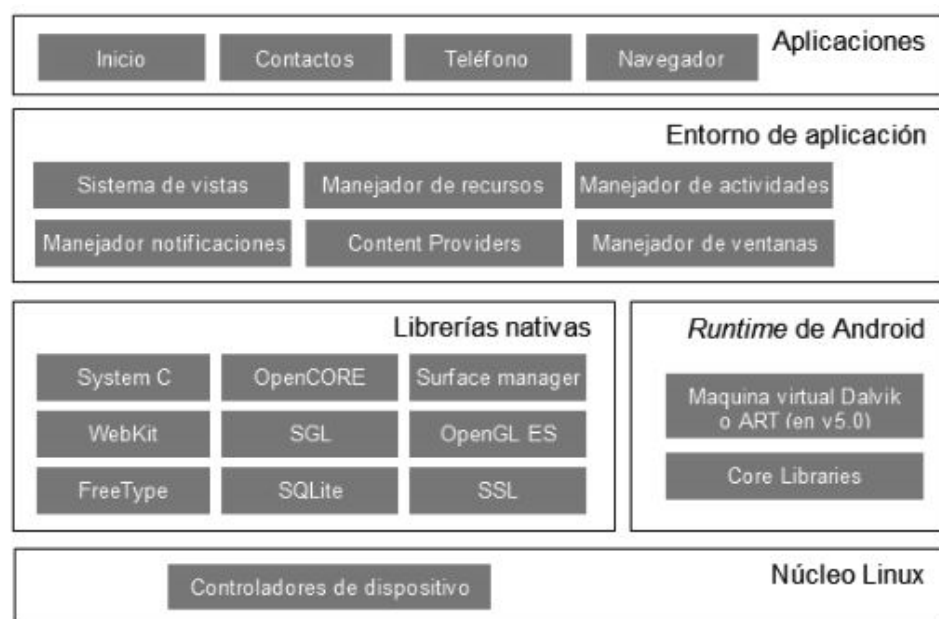 Aplicaciones
Inicio
Contactos
Teléfono
Navegador
Entorno de aplicación
Sistema de vistas
Manejador de recursos
Manejador de actividades
Manejador notificaciones
Content Providers
Manejador de ventanas
Librerías nativas
System C
OpenCORE
Surface manager
WebKit
SGL
OpenGL ES
FreeType
SQLite
SSL
Runtime de Android
Maquina virtual Dalvik
o ART (en v5.0)
Core Libraries
Núcleo Linux
Controladores de dispositivo